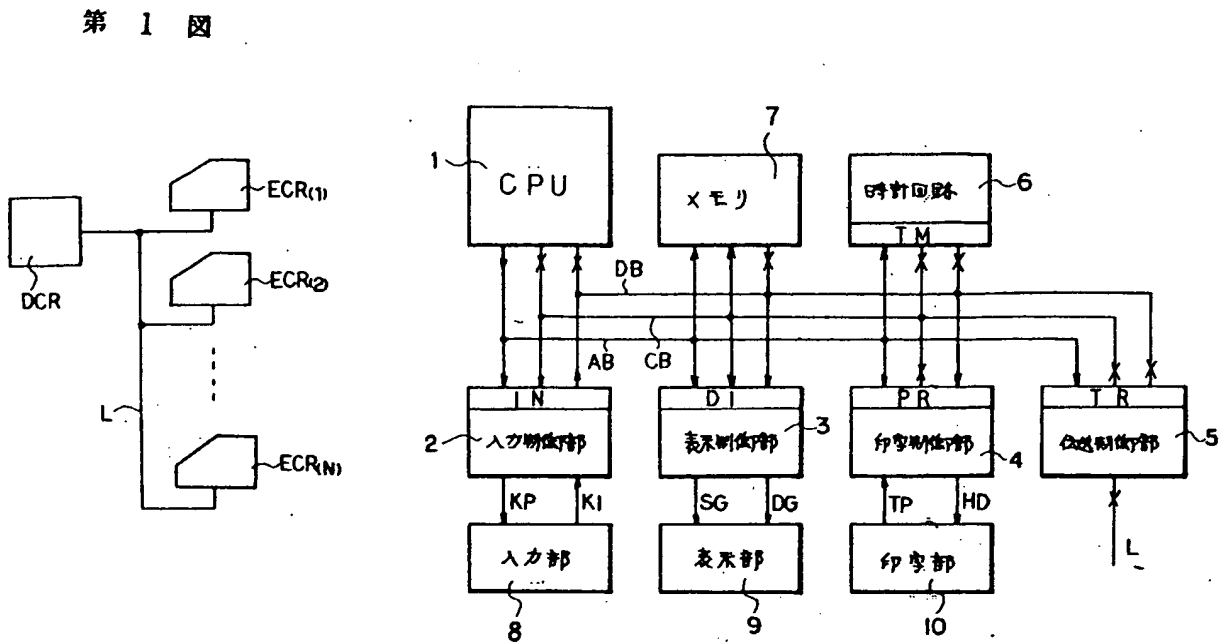 第 1 図
ECR(1)
DCR
ECR(2)
L
ECR(N)
1
CPU
7
メモリ
6
時計回路
TM
DB
CB
AB
IN
2
入力制御部
DI
3
表示制御部
PR
4
印字制御部
TR
5
伝送制御部
KP
KI
SG
DG
TP
HD
L
入力部
8
表示部
9
印字部
10